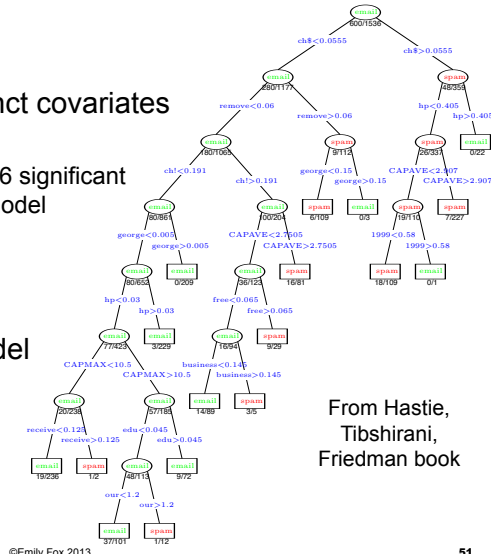 email
600/1536
ch$<0.0555
ch$>0.0555
email
280/1177
spam
48/359
nct covariates
remove<0.06
remove>0.06
hp<0.405
hp>0.405
email
180/1065
spam
9/112
spam
26/337
email
0/22
6 significant
odel
ch!<0.191
ch!>0.191
george<0.15
george>0.15
CAPAVE<2.907
CAPAVE>2.907
email
80/861
email
100/204
spam
6/109
email
0/3
spam
19/110
spam
7/227
george<0.005
george>0.005
CAPAVE<2.7505
CAPAVE>2.7505
1999<0.58
1999>0.58
email
80/652
email
0/209
email
36/123
spam
16/81
spam
18/109
email
0/1
hp<0.03
hp>0.03
free<0.065
free>0.065
del
email
77/423
email
3/229
email
16/94
spam
9/29
CAPMAX<10.5
CAPMAX>10.5
business<0.145
business>0.145
email
20/238
email
57/185
email
14/89
spam
3/5
receive<0.125
receive>0.125
edu<0.045
edu>0.045
email
19/236
spam
1/2
email
48/113
email
9/72
our<1.2
our>1.2
email
37/101
spam
1/12
From Hastie,
Tibshirani,
Friedman book
©Emily Fox 2013
51